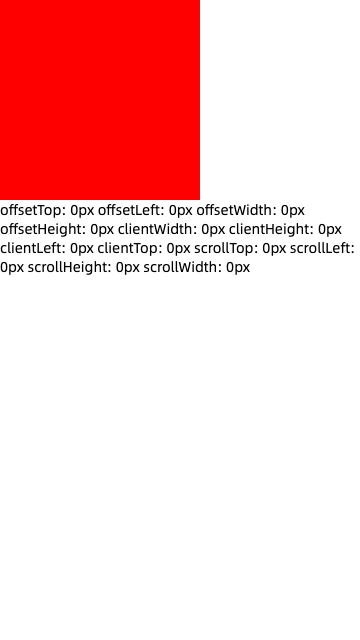 offsetTop: 0px offsetLeft: 0px offsetWidth: 0px
offsetHeight: 0px clientWidth: 0px clientHeight: 0px
clientLeft: 0px clientTop: 0px scrollTop: 0px scrollLeft:
0px scrollHeight: 0px scrollWidth: 0px